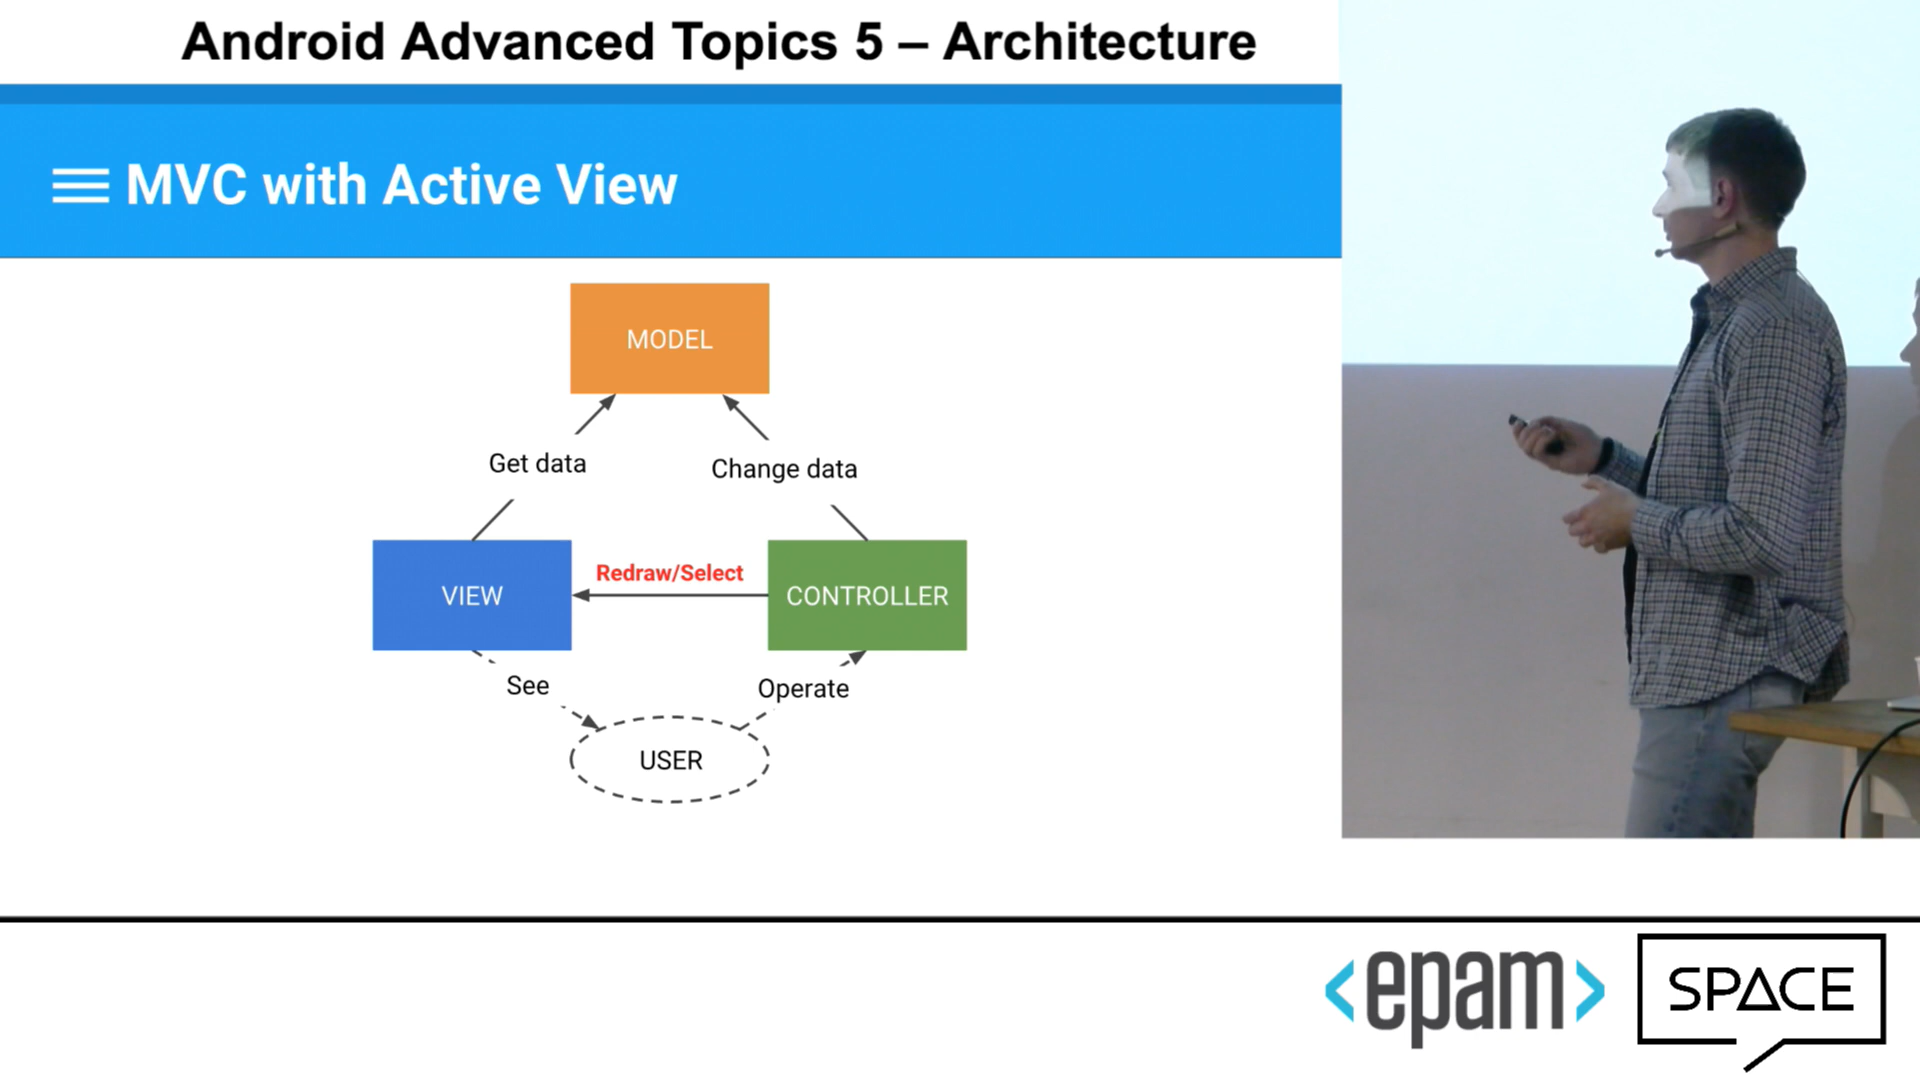 Android Advanced Topics 5 – Architecture
MVC with Active View
MODEL
Get data
Change data
Redraw/Select
VIEW
CONTROLLER
See
Operate
USER
<epam>
SPACE